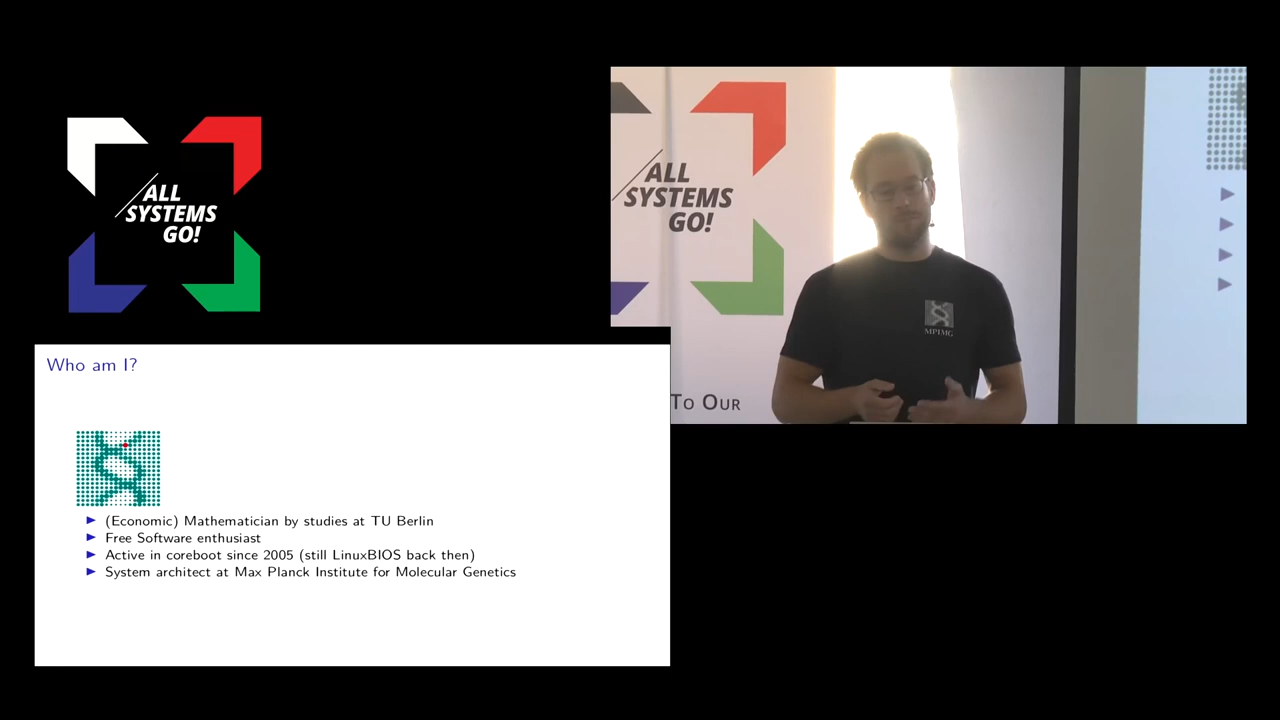 ALL
SYSTEMS
GO!
ALL
SYSTEMS
GO!
MPIMG
To Our
Who am I?
(Economic) Mathematician by studies at TU Berlin
Free Software enthusiast
Active in coreboot since 2005 (still LinuxBIOS back then)
System architect at Max Planck Institute for Molecular Genetics